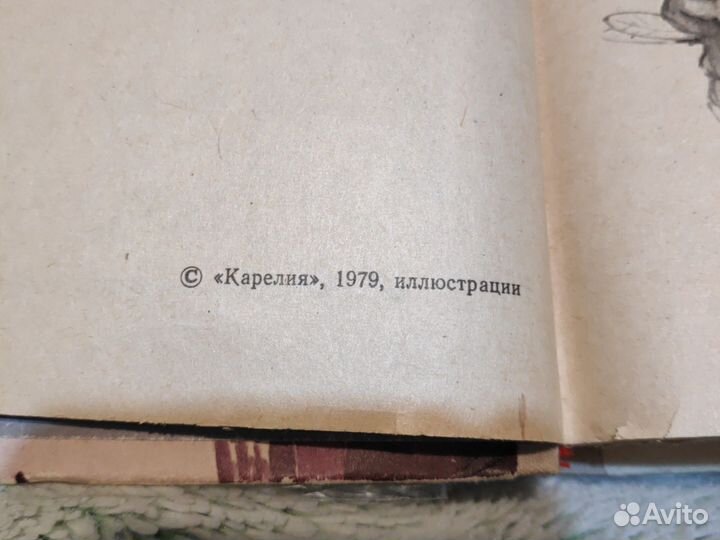 © «Карелия», 1979, иллюстрации
Avito